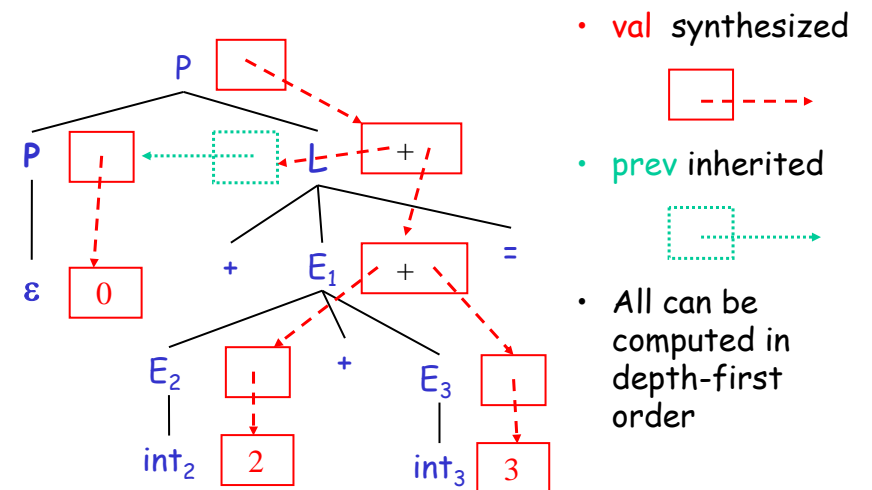 P
P
L
+
ε
0
+
E₁
+
=
E₂
+
E₃
int₂
2
int₃
3
• val synthesized
• prev inherited
• All can be
computed in
depth-first
order